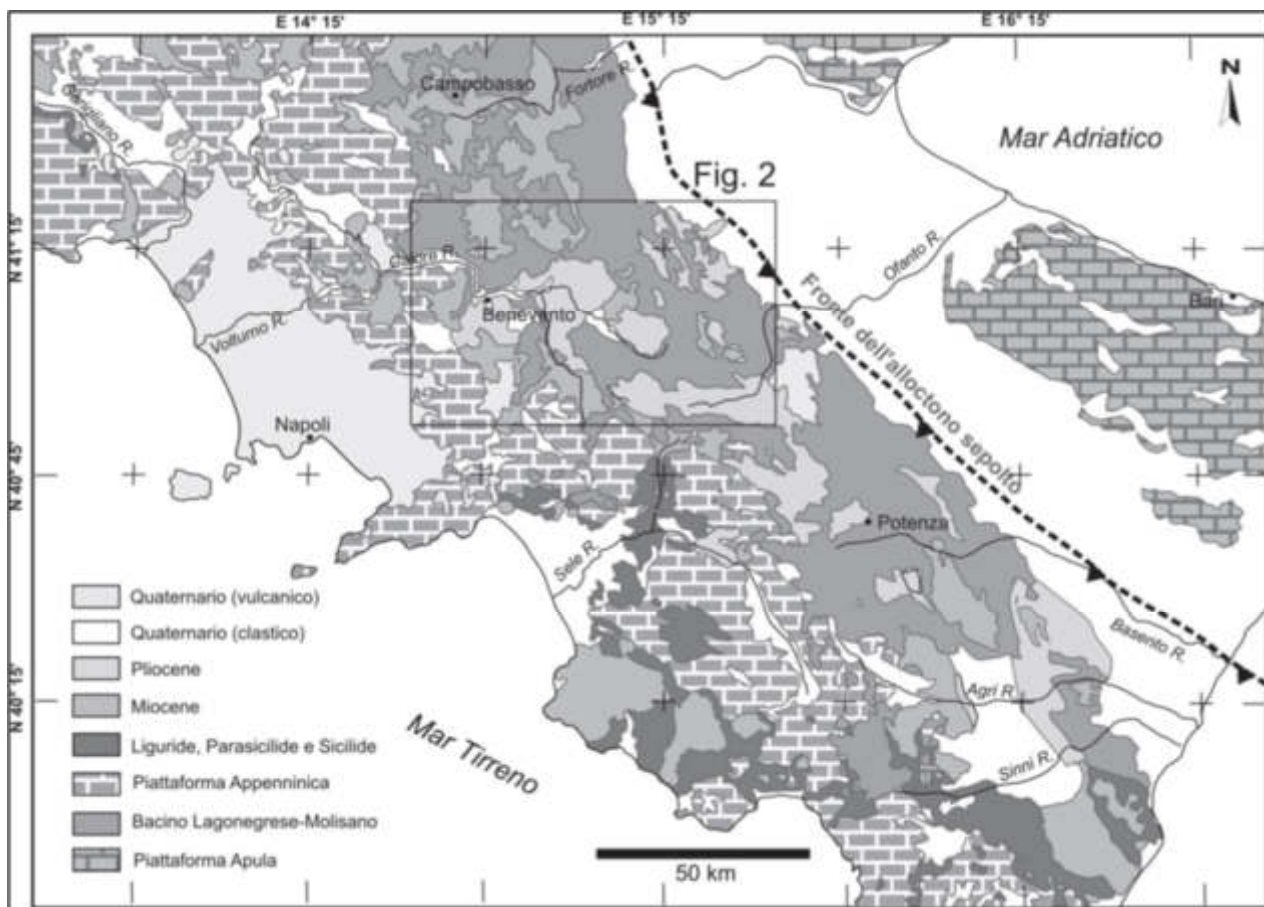 E 14° 15'
E 15° 15'
E 16° 15'
N 41° 15'
N 40° 45'
N 40° 15'
N
Garigliano R.
Campobasso
Fortore R.
Mar Adriatico
Fig. 2
Calore R.
Ofanto R.
Benevento
Bari
Volturno R.
Fronte dell'alloctono sepolto
Napoli
Potenza
Sele R.
Basento R.
Agri R.
Sinni R.
Mar Tirreno
Quaternario (vulcanico)
Quaternario (clastico)
Pliocene
Miocene
Liguride, Parasicilide e Sicilide
Piattaforma Appenninica
Bacino Lagonegrese-Molisano
Piattaforma Apula
50 km